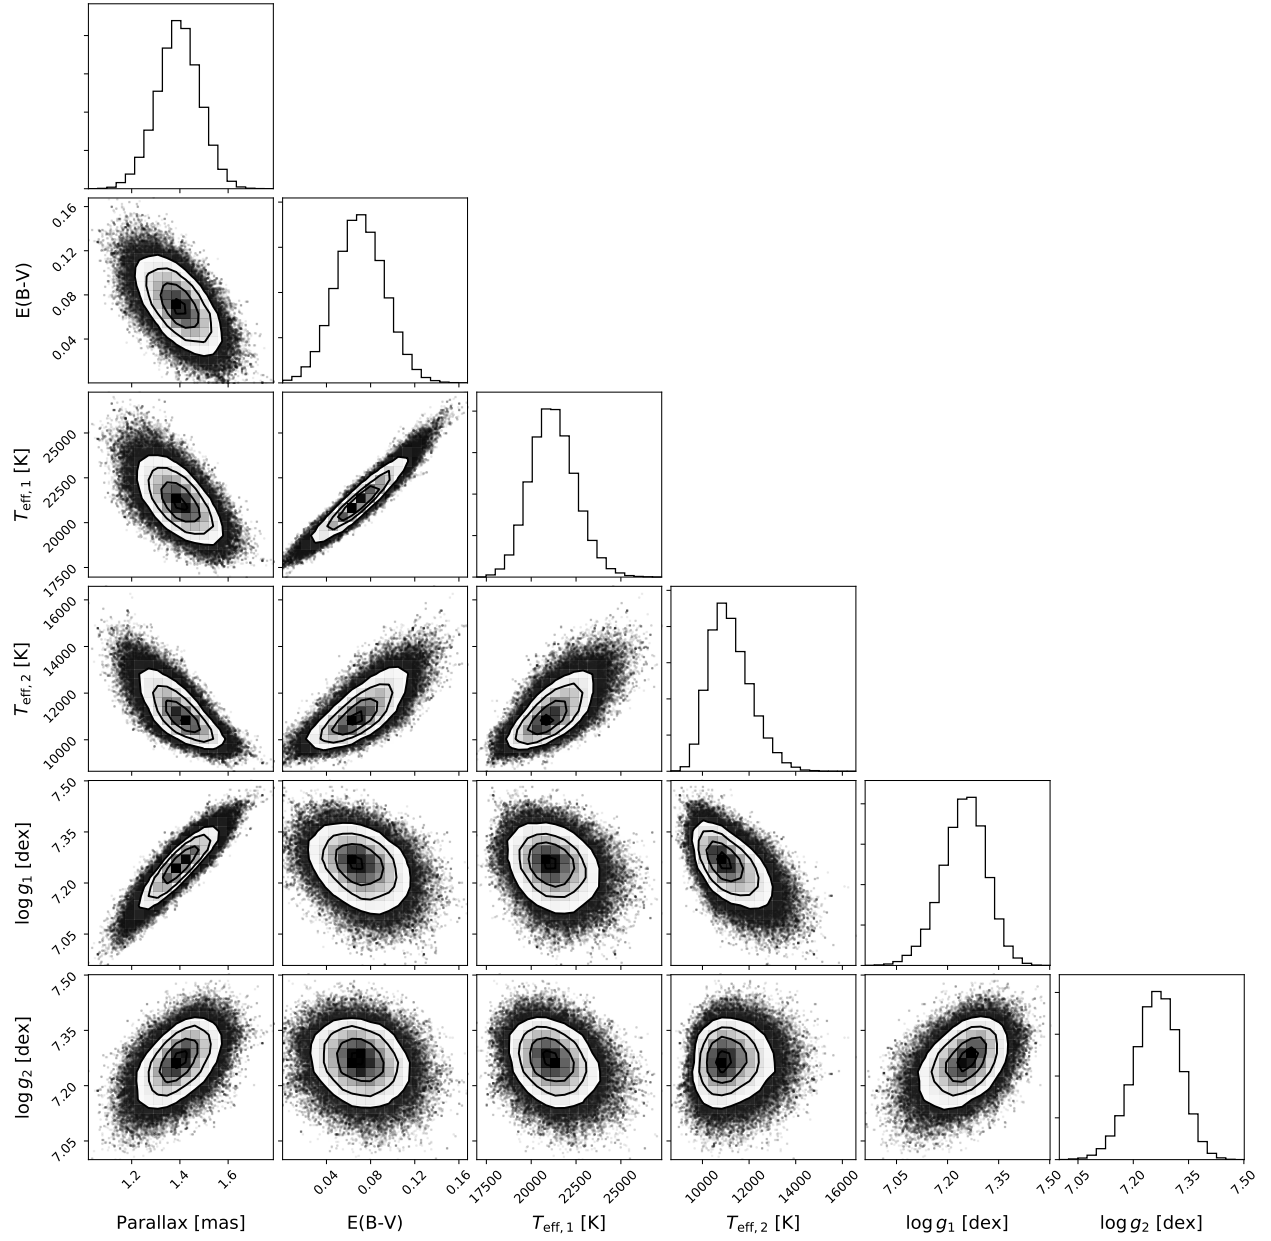 E(B-V)
0.16
0.12
0.08
0.04
T_eff,1 [K]
25000
22500
20000
17500
T_eff,2 [K]
16000
14000
12000
10000
log g_1 [dex]
7.50
7.35
7.20
7.05
log g_2 [dex]
7.50
7.35
7.20
7.05
1.2 1.4 1.6
0.04 0.08 0.12 0.16
17500 20000 22500 25000
10000 12000 14000 16000
7.05 7.20 7.35 7.50
7.05 7.20 7.35 7.50
Parallax [mas] E(B-V) T_eff,1 [K] T_eff,2 [K] log g_1 [dex] log g_2 [dex]